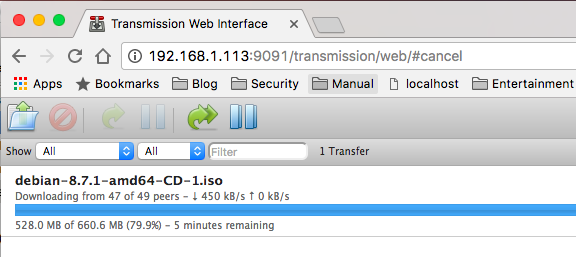 Transmission Web Interface
192.168.1.113:9091/transmission/web/#cancel
Apps Bookmarks Blog Security Manual localhost Entertainment
Show All All Filter 1 Transfer
debian-8.7.1-amd64-CD-1.iso
Downloading from 47 of 49 peers - ↓ 450 kB/s ↑ 0 kB/s
528.0 MB of 660.6 MB (79.9%) - 5 minutes remaining